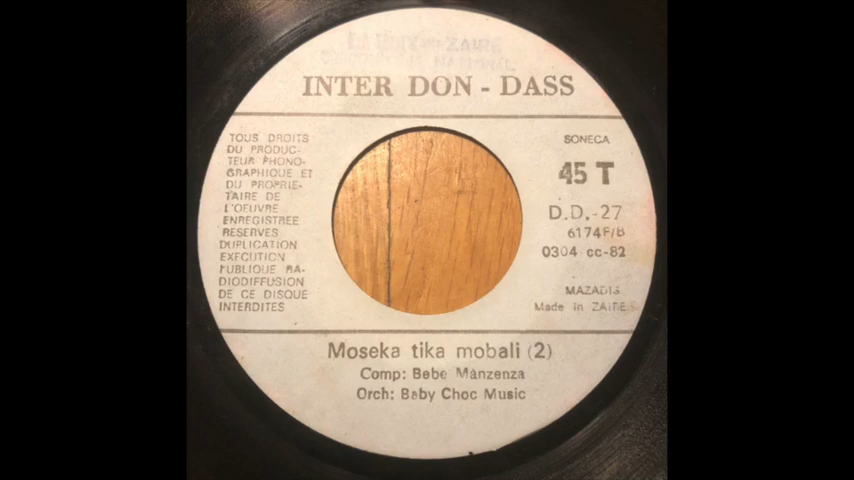 ZAIRE
INTER DON - DASS
TOUS DROITS
DU PRODUC-
TEUR PHONO-
GRAPHIQUE ET
DU PROPRIE-
TAIRE DE
L'OEUVRE
ENREGISTREE
RESERVES
DUPLICATION
EXECUTION
PUBLIQUE RA-
DIODIFFUSION
DE CE DISQUE
INTERDITES
SONECA
45 T
D.D.-27
6174F/B
0304 cc-82
MAZADIS
Made in ZAIRE
Moseka tika mobali (2)
Comp: Bebe Manzenza
Orch: Baby Choc Music